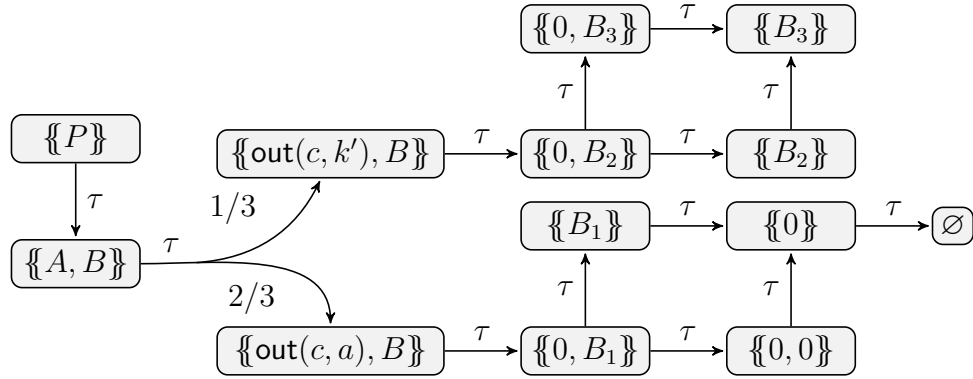 {{0, B₃}} τ {{B₃}}
τ τ
{{P}} {{out(c, k′), B}} τ {{0, B₂}} τ {{B₂}}
τ 1/3 {{B₁}} τ {{0}} τ ∅
{{A, B}} τ
2/3 τ τ
{{out(c, a), B}} τ {{0, B₁}} τ {{0, 0}}